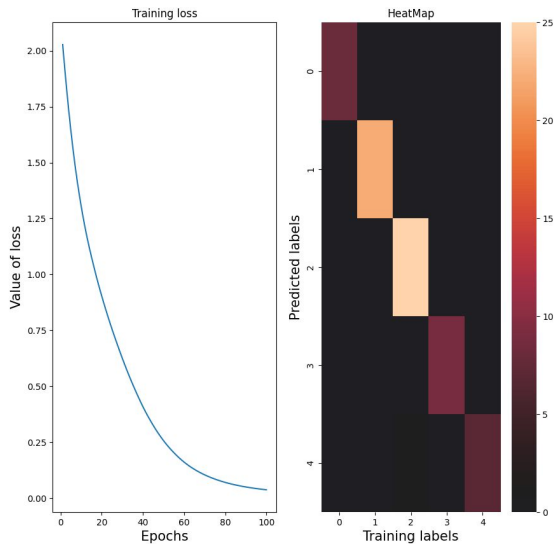 Training loss
2.00
1.75
1.50
1.25
1.00
0.75
0.50
0.25
0.00
Value of loss
0 20 40 60 80 100
Epochs
HeatMap
0
1
2
3
4
Predicted labels
0 1 2 3 4
Training labels
25
20
15
10
5
0